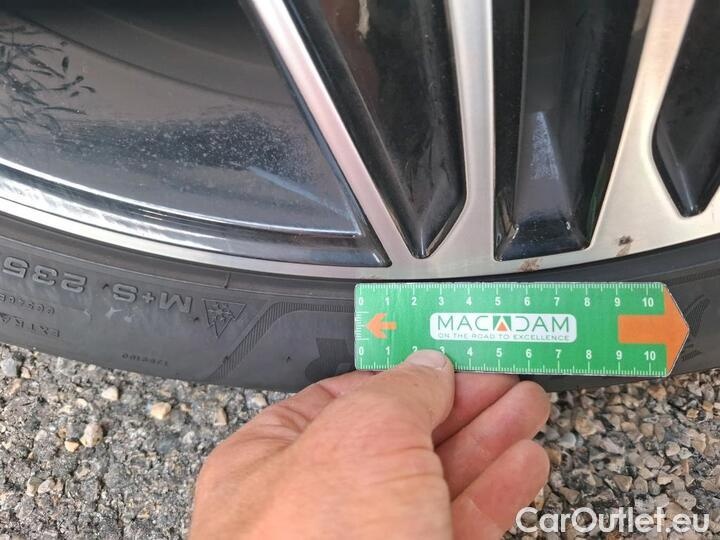 0 1 2 3 4 5 6 7 8 9 10
MACADAM
ON THE ROAD TO EXCELLENCE
0 1 2 3 4 5 6 7 8 9 10
M+S 235
EXTRA
CarOutlet.eu